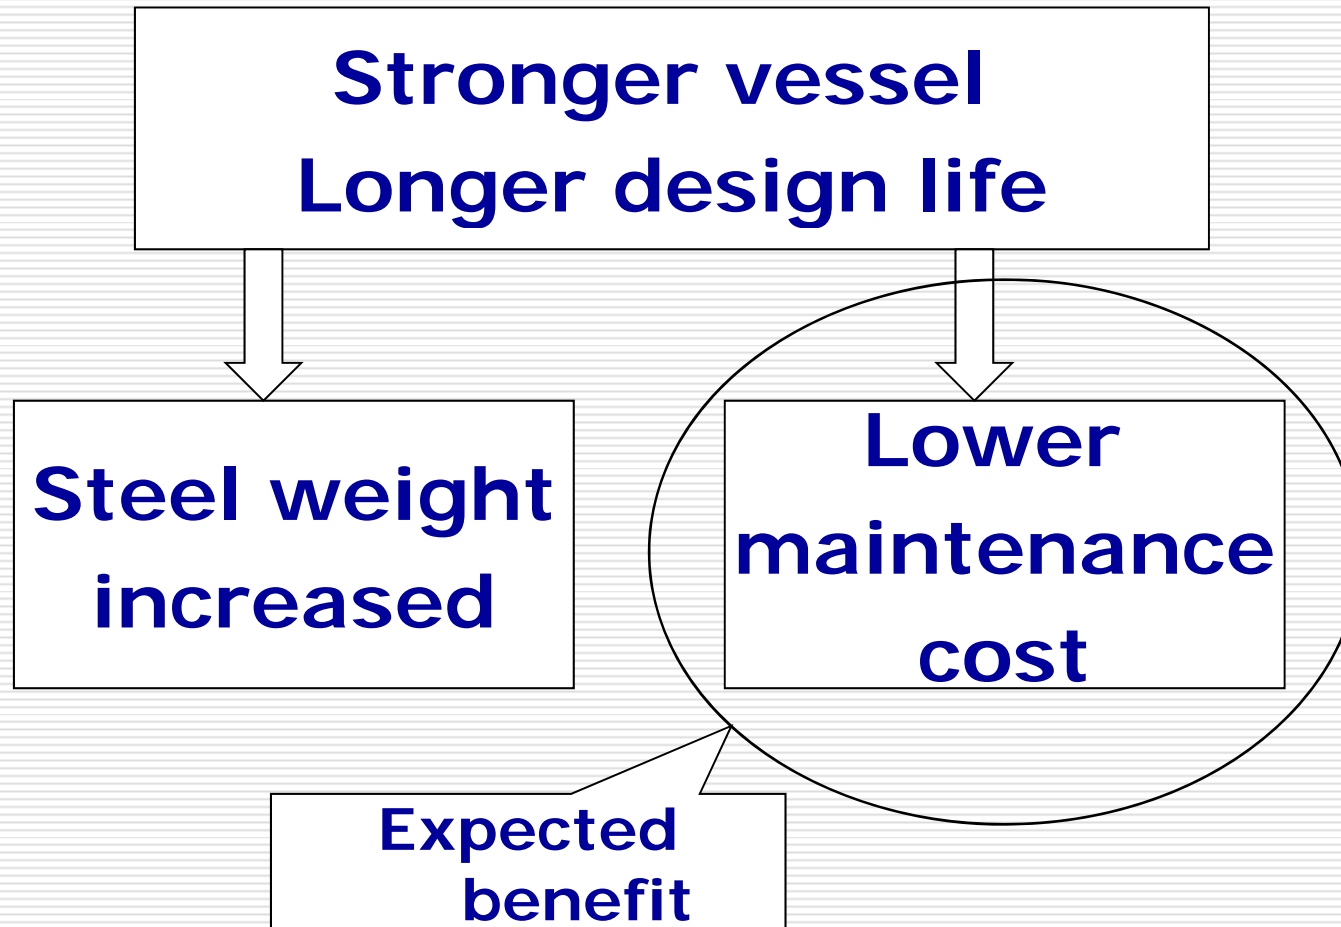 Stronger vessel
Longer design life
Steel weight
increased
Lower
maintenance
cost
Expected
benefit